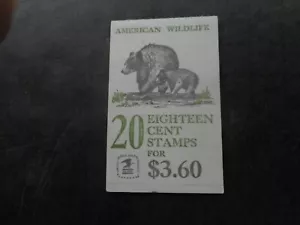 AMERICAN WILDLIFE
20 EIGHTEEN
CENT
STAMPS
FOR
$3.60